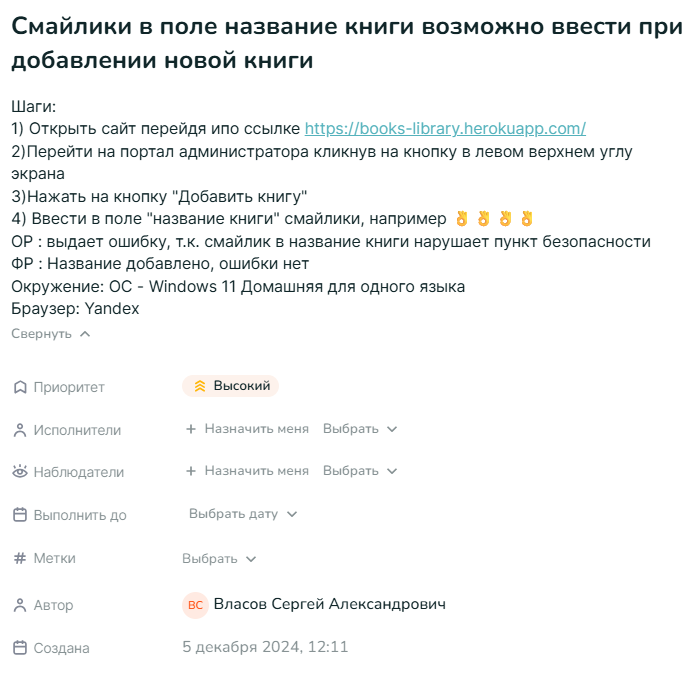 Смайлики в поле название книги возможно ввести при
добавлении новой книги
Шаги:
1) Открыть сайт перейдя ипо ссылке https://books-library.herokuapp.com/
2)Перейти на портал администратора кликнув на кнопку в левом верхнем углу
экрана
3)Нажать на кнопку "Добавить книгу"
4) Ввести в поле "название книги" смайлики, например 👌 👌 👌 👌
ОР : выдает ошибку, т.к. смайлик в название книги нарушает пункт безопасности
ФР : Название добавлено, ошибки нет
Окружение: ОС - Windows 11 Домашняя для одного языка
Браузер: Yandex
Свернуть
Приоритет Высокий
Исполнители + Назначить меня Выбрать
Наблюдатели + Назначить меня Выбрать
Выполнить до Выбрать дату
# Метки Выбрать
Автор ВС Власов Сергей Александрович
Создана 5 декабря 2024, 12:11